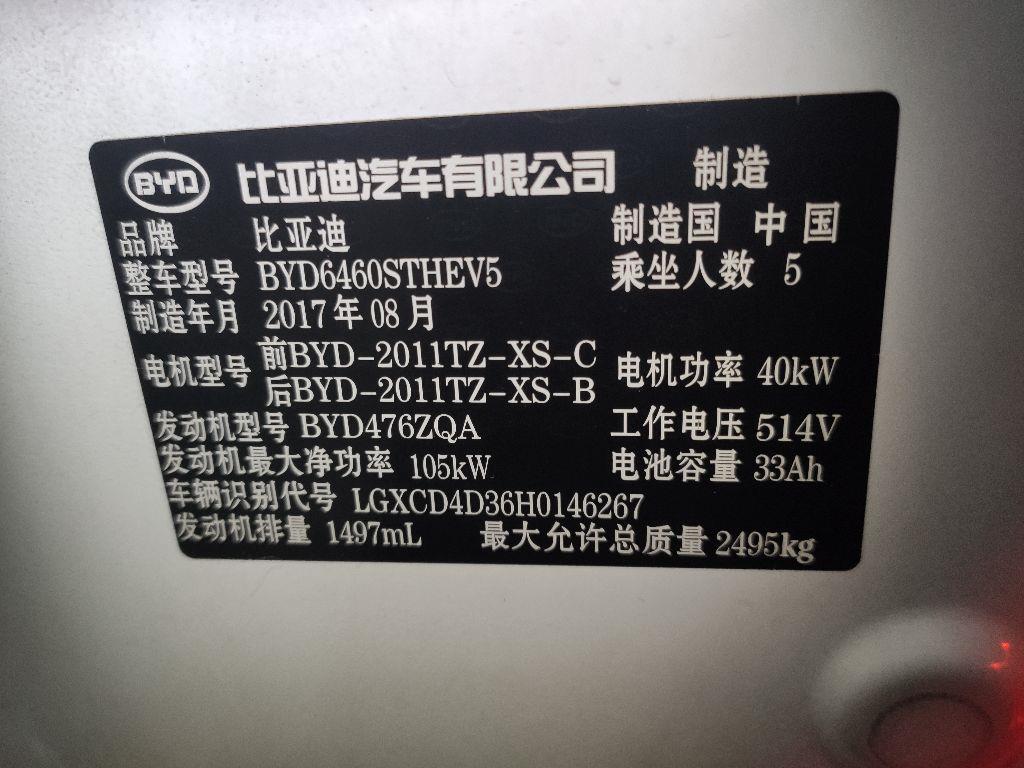 BYD 比亚迪汽车有限公司 制造
品牌 比亚迪 制造国 中国
整车型号 BYD6460STHEV5 乘坐人数 5
制造年月 2017年08月
电机型号 前BYD-2011TZ-XS-C 电机功率 40kW
后BYD-2011TZ-XS-B
发动机型号 BYD476ZQA 工作电压 514V
发动机最大净功率 105kW 电池容量 33Ah
车辆识别代号 LGXCD4D36H0146267
发动机排量 1497mL 最大允许总质量 2495kg